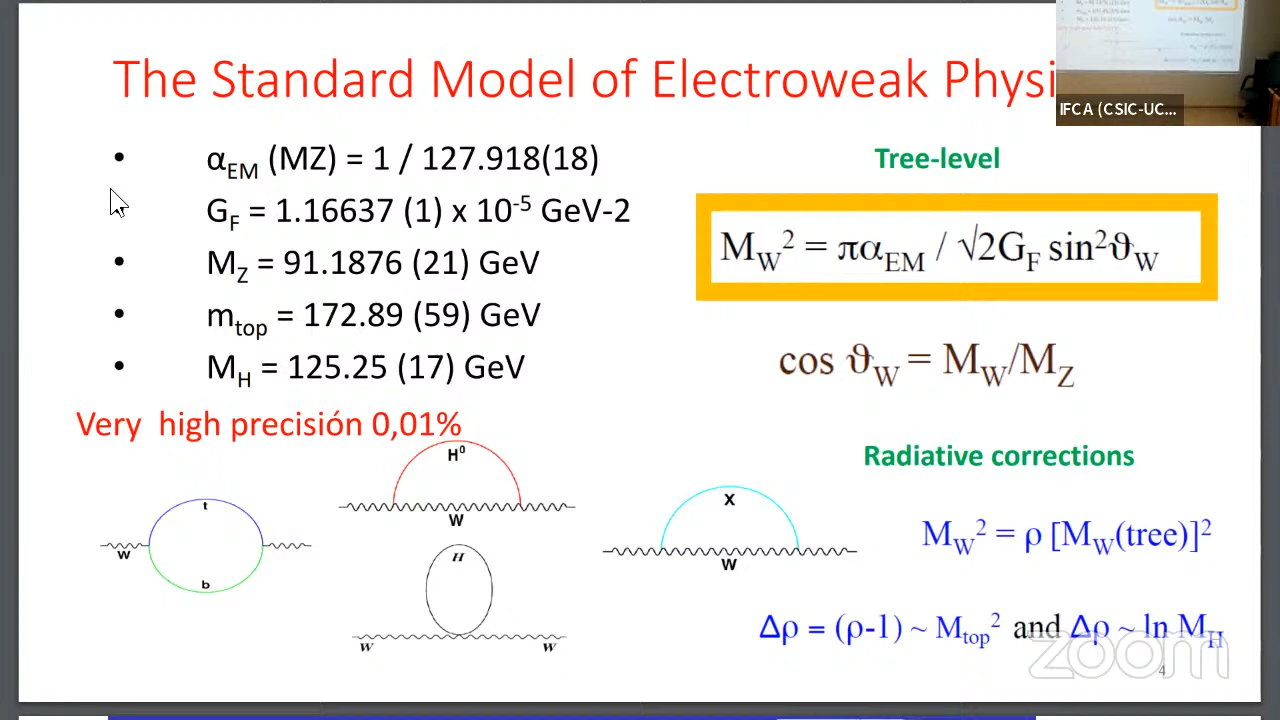 The Standard Model of Electroweak Physi
IFCA (CSIC-UC...
• αEM (MZ) = 1 / 127.918(18)
GF = 1.16637 (1) x 10-5 GeV-2
• MZ = 91.1876 (21) GeV
• mtop = 172.89 (59) GeV
• MH = 125.25 (17) GeV
Very high precisión 0,01%
Tree-level
MW2 = παEM / √2GF sin2ϑW
cos ϑW = MW/MZ
Radiative corrections
MW2 = ρ [MW(tree)]2
Δρ = (ρ-1) ~ Mtop2 and Δρ ~ ln MH
t
W
b
H0
W
H
W W
X
W
zoom
4